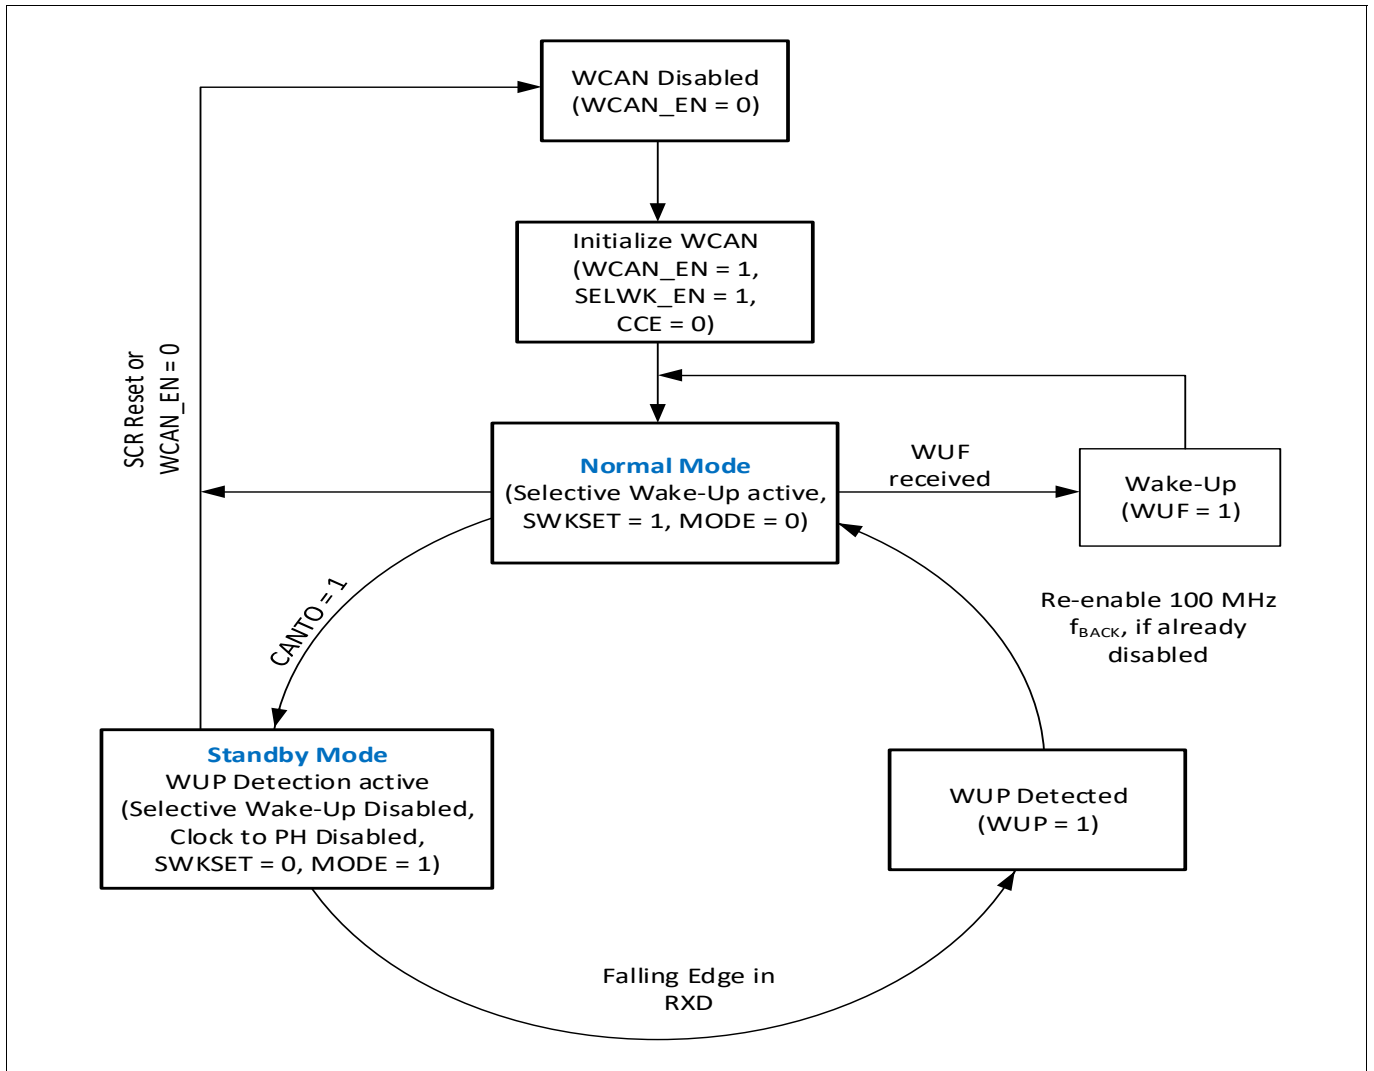 WCAN Disabled
(WCAN_EN = 0)
Initialize WCAN
(WCAN_EN = 1,
SELWK_EN = 1,
CCE = 0)
SCR Reset or
WCAN_EN = 0
Normal Mode
(Selective Wake-Up active,
SWKSET = 1, MODE = 0)
WUF
received
Wake-Up
(WUF = 1)
CANTO = 1
Re-enable 100 MHz
fBACK, if already
disabled
Standby Mode
WUP Detection active
(Selective Wake-Up Disabled,
Clock to PH Disabled,
SWKSET = 0, MODE = 1)
WUP Detected
(WUP = 1)
Falling Edge in
RXD